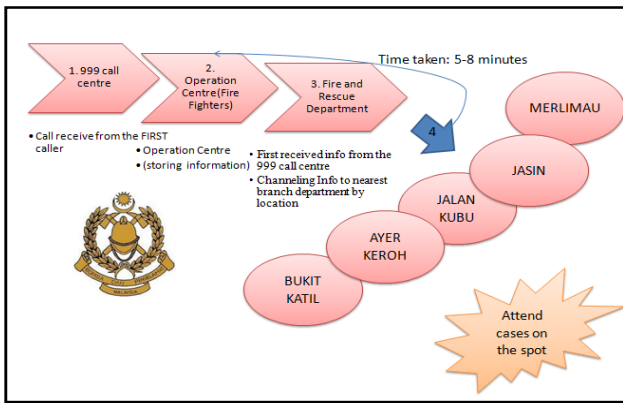 1. 999 call
centre
2.
Operation
Centre(Fire
Fighters)
3. Fire and
Rescue
Department
Time taken: 5-8 minutes
4
• Call receive from the FIRST
caller
• Operation Centre
• (storing information)
• First received info from the
999 call centre
• Channeling Info to nearest
branch department by
location
MERLIMAU
JASIN
JALAN
KUBU
AYER
KEROH
BUKIT
KATIL
MALAYSIA
Attend
cases on
the spot